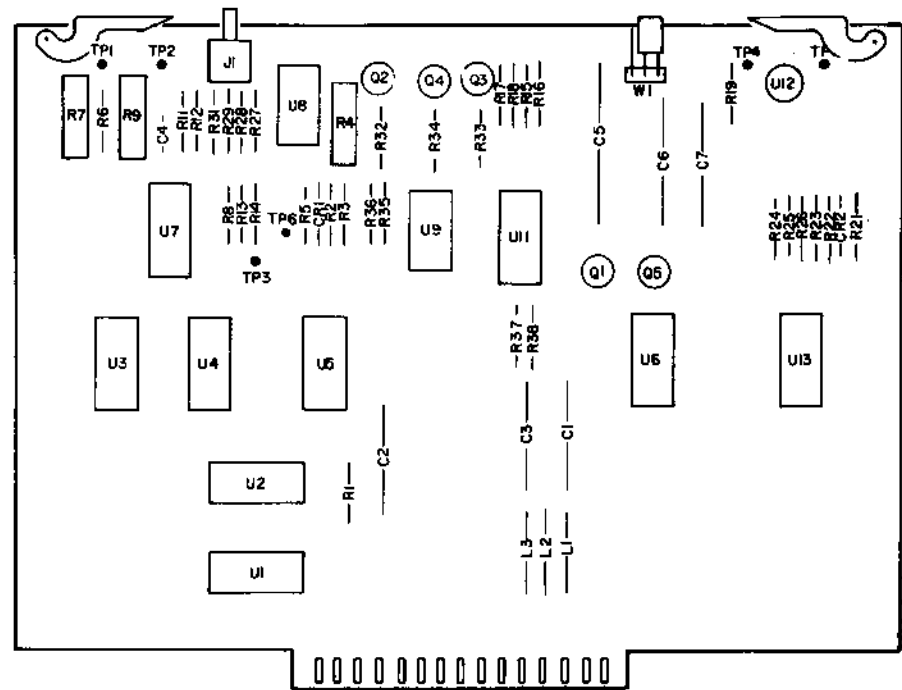 TP1
TP2
J1
Q2
Q4
Q3
W1
TP4
TP
U12
R7
R6
R9
C4
R11
R12
R31
R29
R28
R27
U8
R4
R32
R34
R33
R17
R18
R15
R16
C5
C6
C7
R19
U7
R8
R13
R14
TP6
TP3
R5
CR1
R2
R3
R36
R35
U9
U11
Q1
Q5
R24
R25
R26
R23
R22
CR2
R21
U3
U4
U5
R37
R38
U6
U13
C2
C3
C1
U2
R1
U1
L3
L2
L1